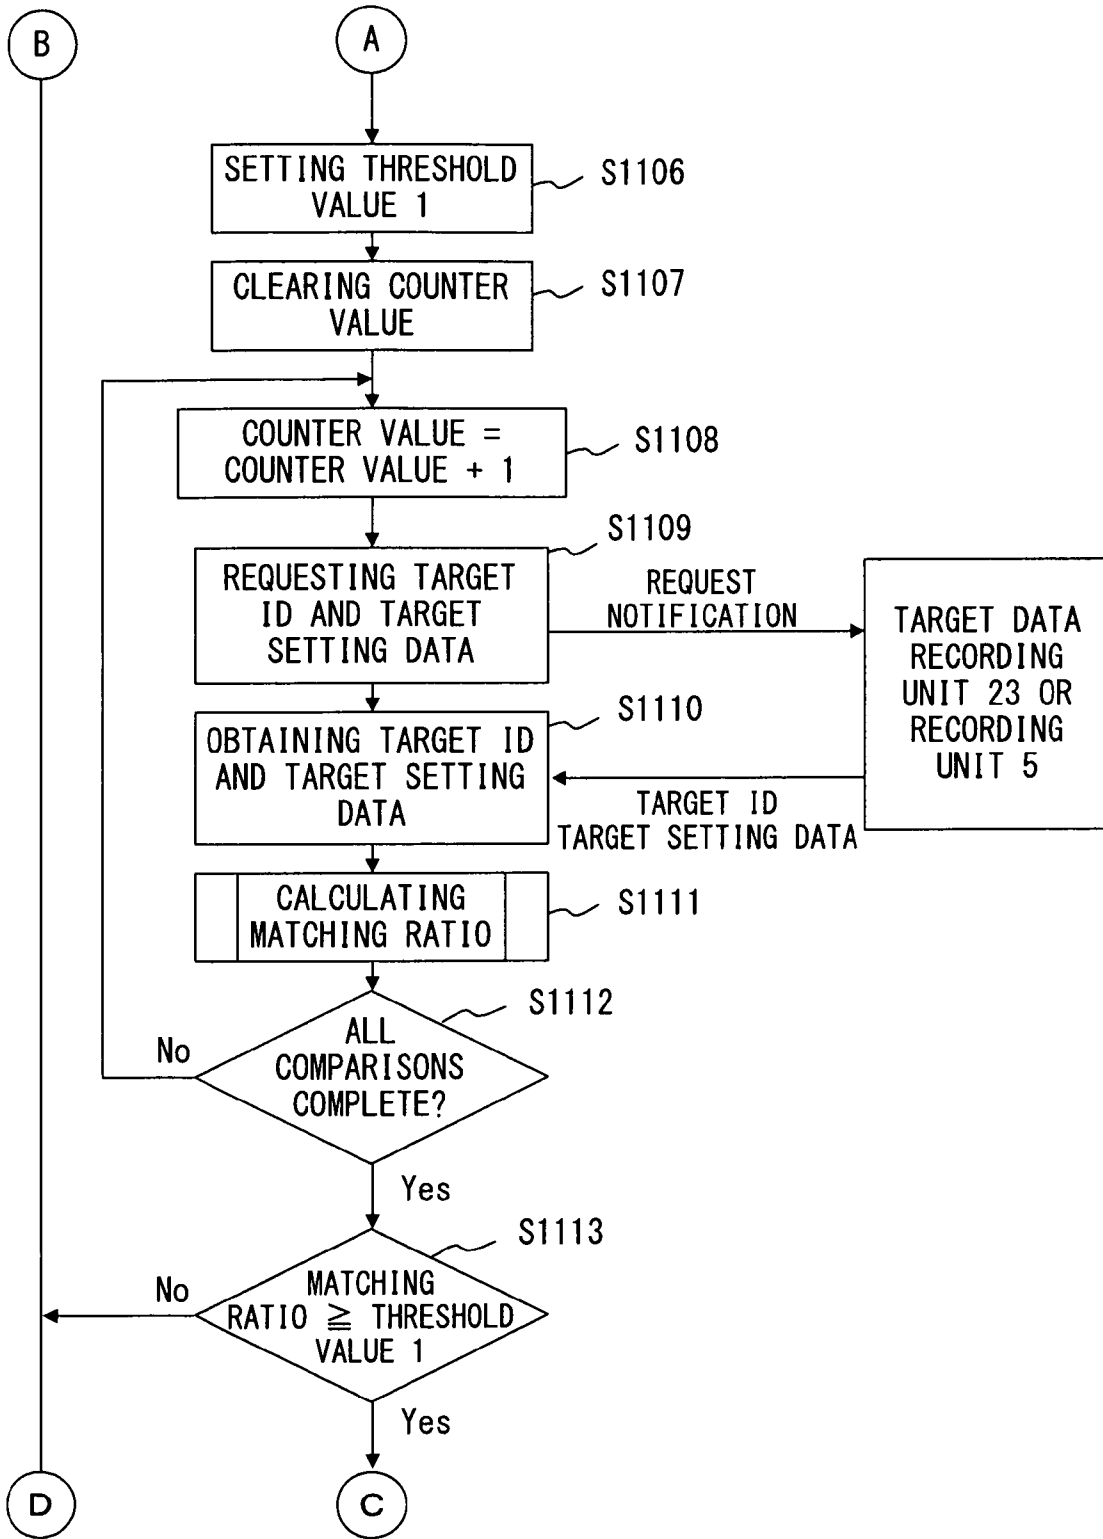 B
A
SETTING THRESHOLD
VALUE 1
S1106
CLEARING COUNTER
VALUE
S1107
COUNTER VALUE =
COUNTER VALUE + 1
S1108
S1109
REQUESTING TARGET
ID AND TARGET
SETTING DATA
REQUEST
NOTIFICATION
TARGET DATA
RECORDING
UNIT 23 OR
RECORDING
UNIT 5
S1110
OBTAINING TARGET ID
AND TARGET SETTING
DATA
TARGET ID
TARGET SETTING DATA
CALCULATING
MATCHING RATIO
S1111
S1112
ALL
COMPARISONS
COMPLETE?
No
Yes
S1113
MATCHING
RATIO ≧ THRESHOLD
VALUE 1
No
Yes
D
C